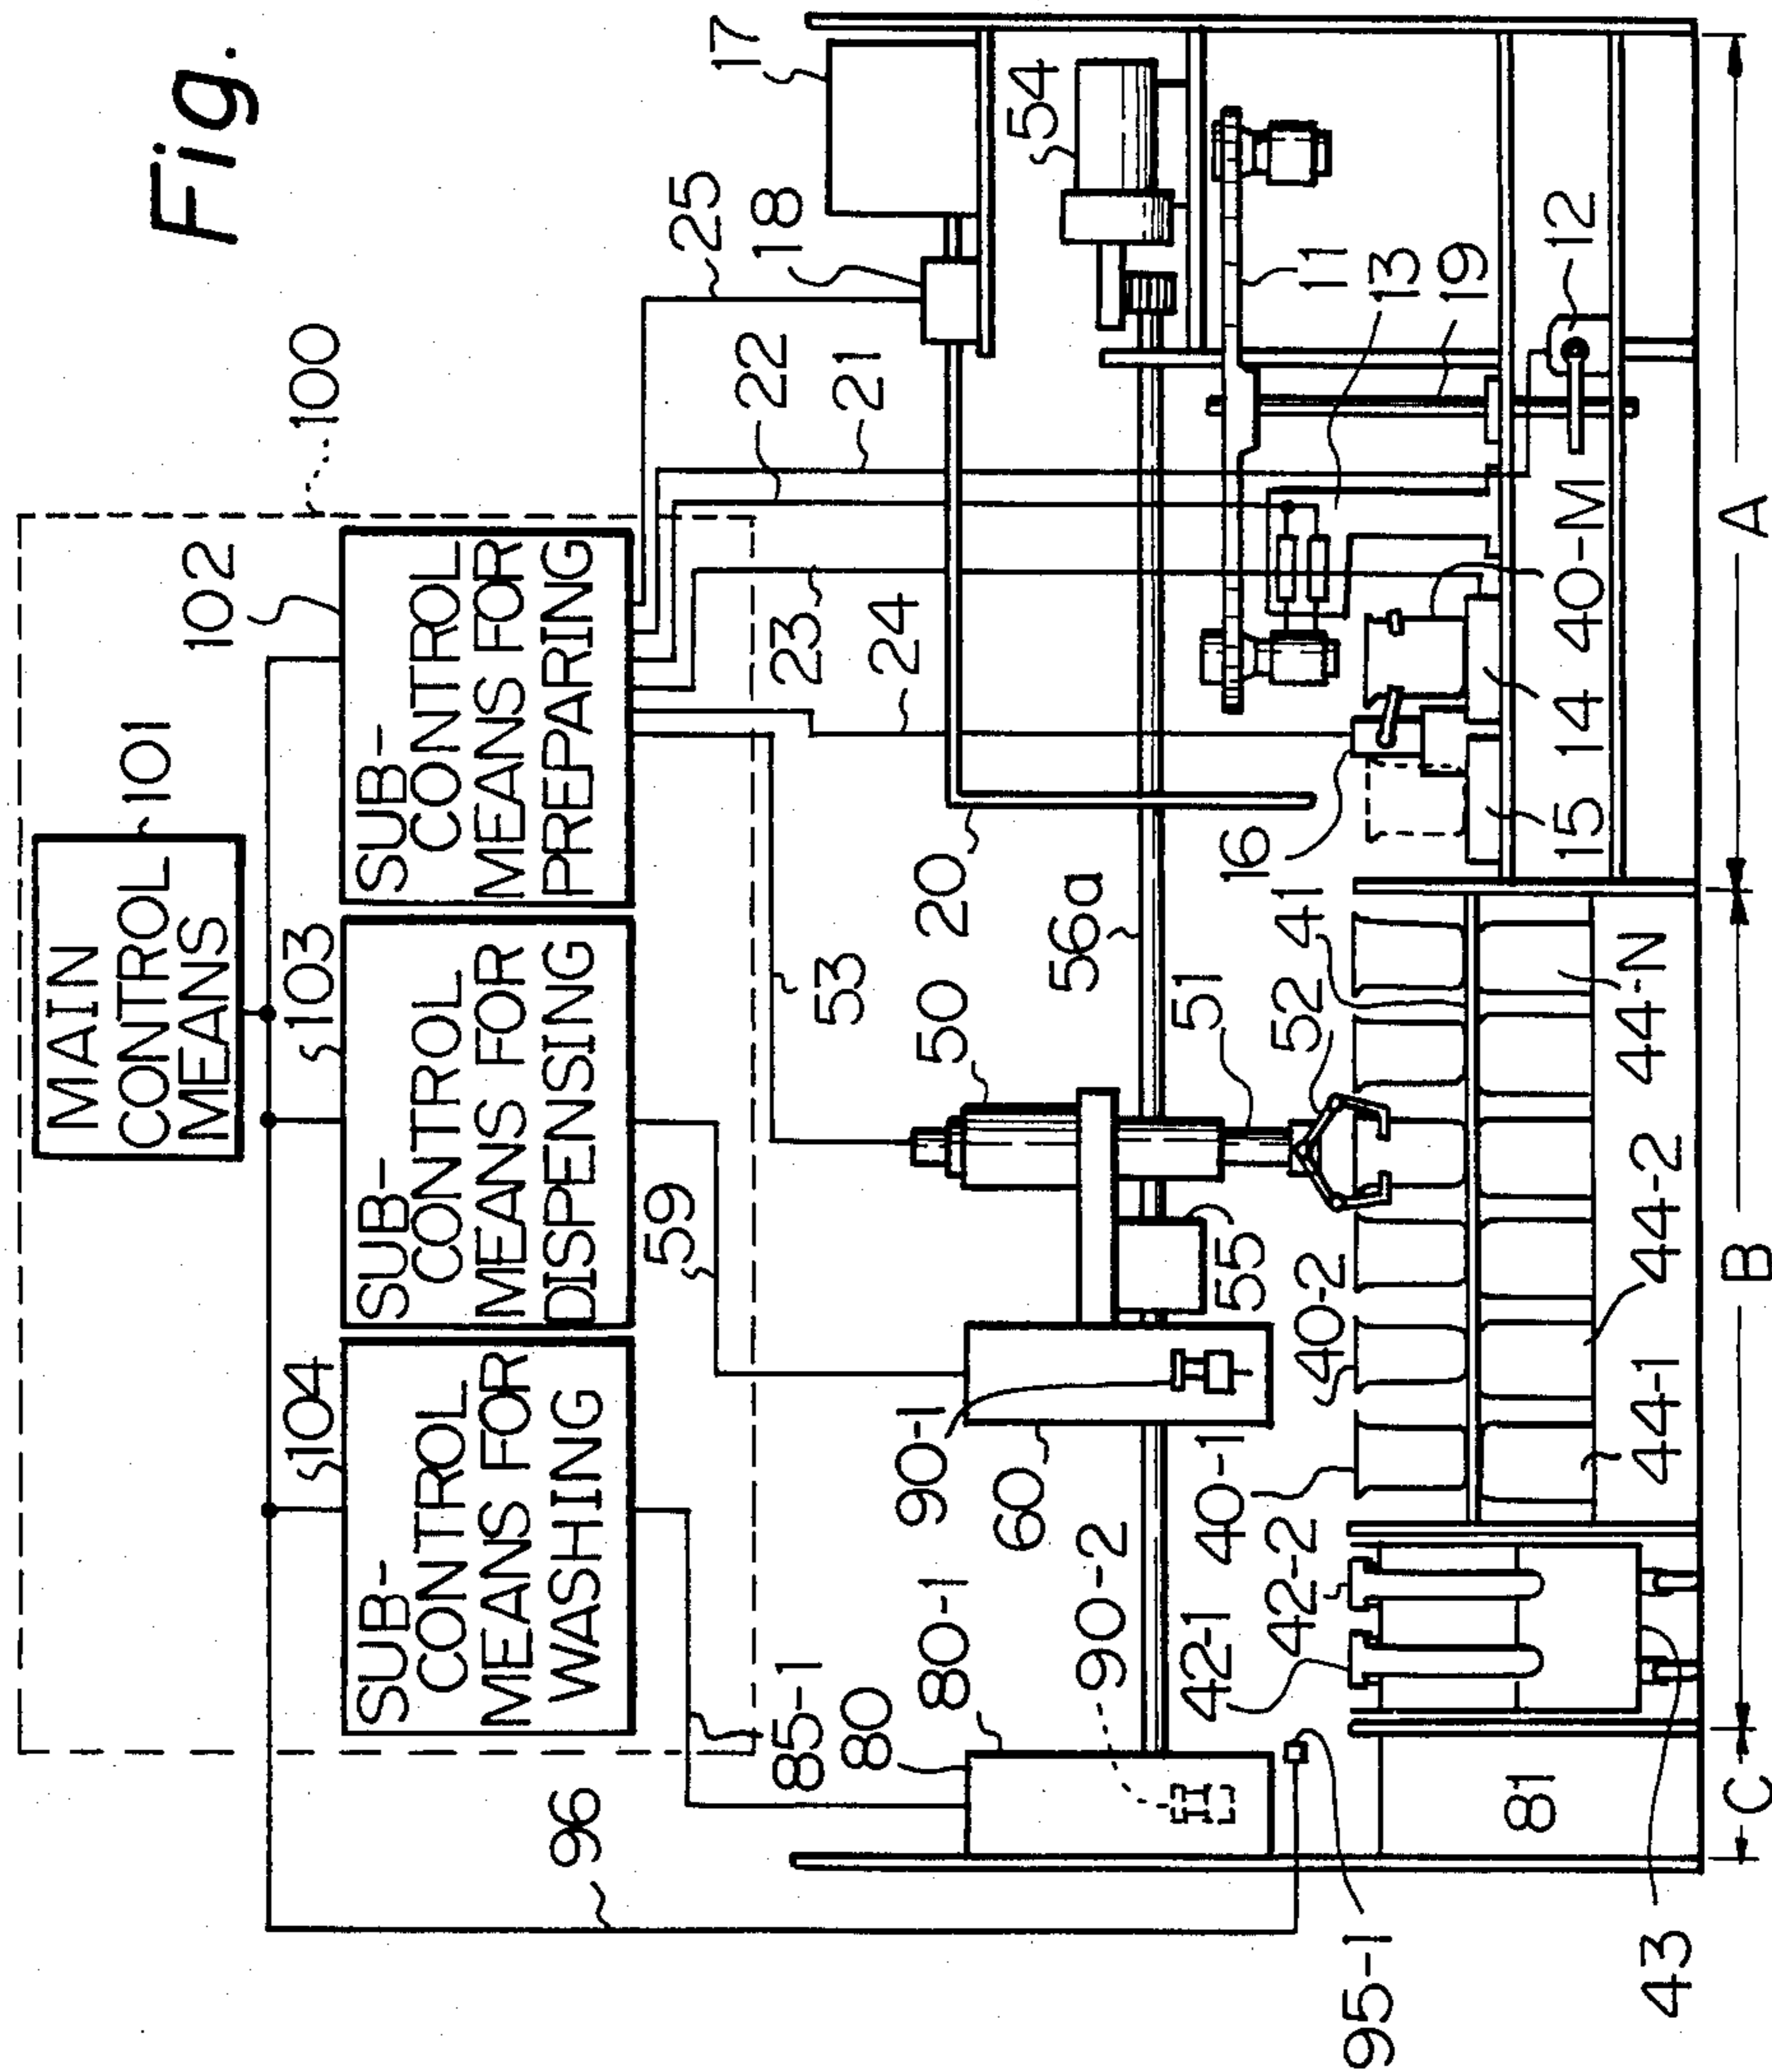 Fig.
100
MAIN
CONTROL
MEANS
101
102
103
104
SUB-
CONTROL
MEANS FOR
WASHING
SUB-
CONTROL
MEANS FOR
DISPENSING
SUB-
CONTROL
MEANS FOR
PREPARING
96
85-1
59
53
24
23
22
21
25
18
17
80
80-1
90-2
60
90-1
50
20
56a
54
55
51
52
16
11
13
19
12
95-1
42-1
42-2
40-1
40-2
41
81
43
44-1
44-2
44-N
15
14
40-M
C
B
A